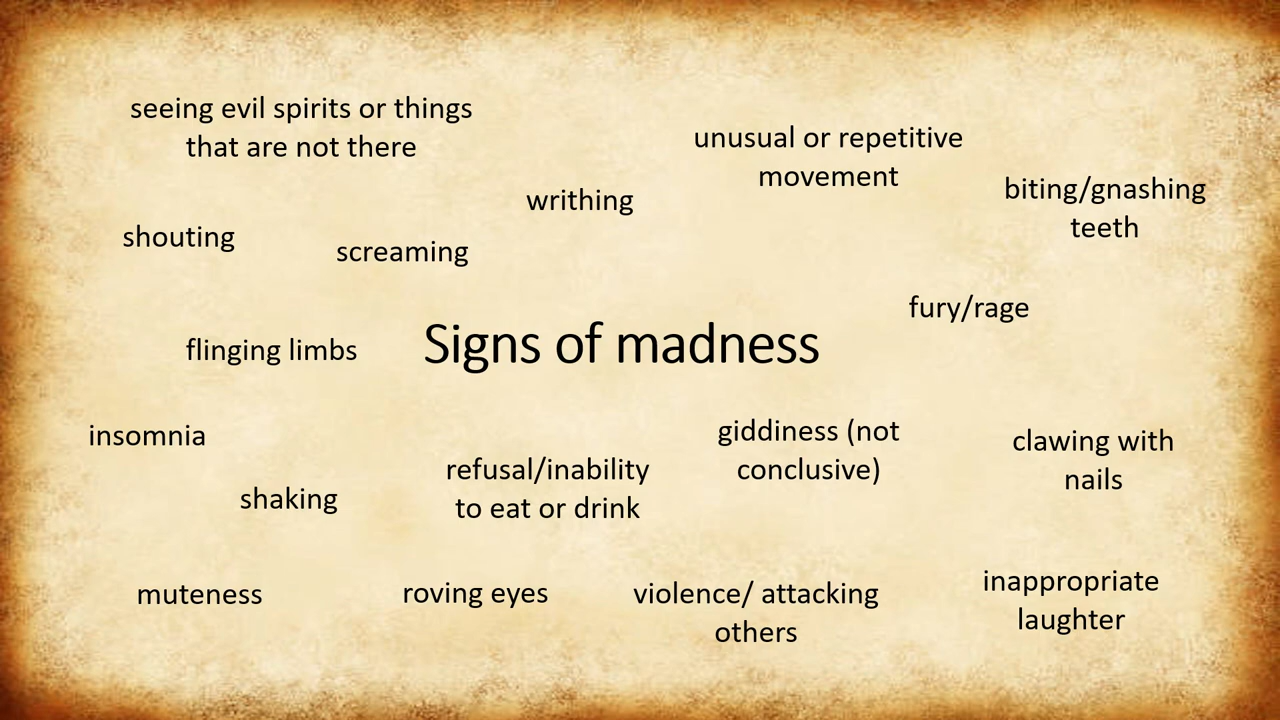 seeing evil spirits or things
that are not there
unusual or repetitive
movement
biting/gnashing
teeth
writhing
shouting
screaming
fury/rage
Signs of madness
flinging limbs
insomnia
giddiness (not
conclusive)
clawing with
nails
refusal/inability
to eat or drink
shaking
muteness
roving eyes
violence/ attacking
others
inappropriate
laughter